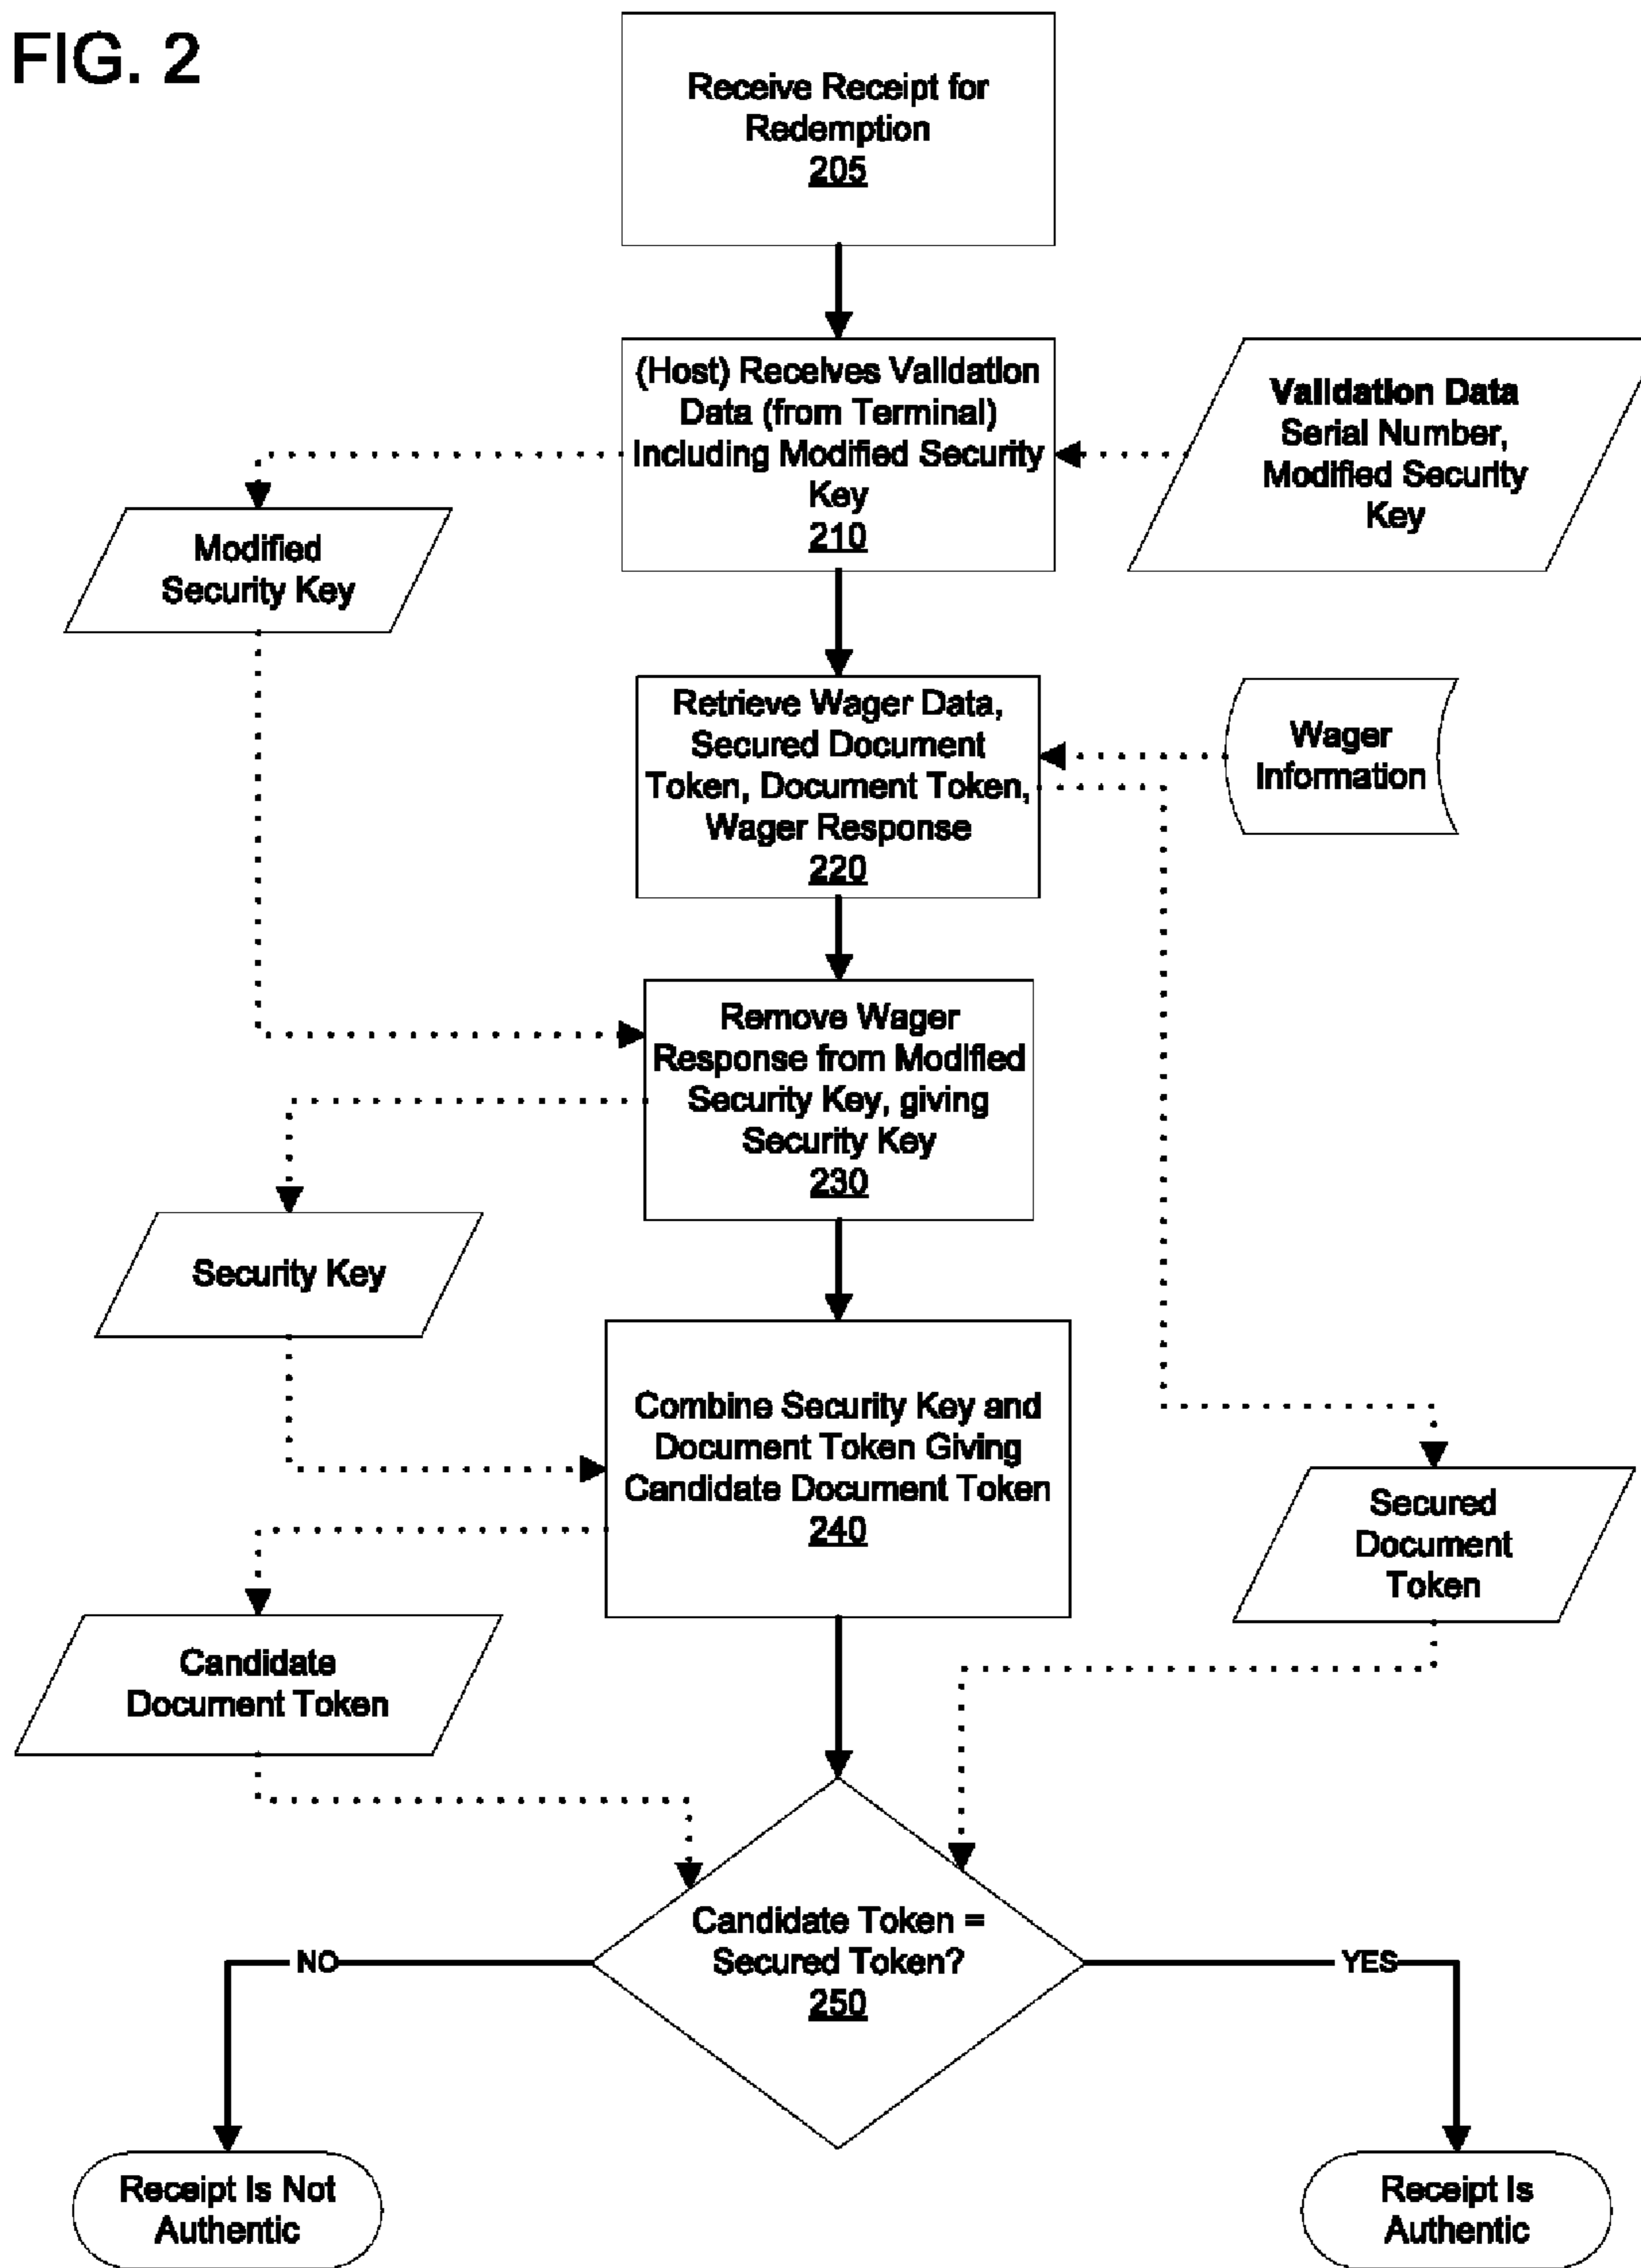 FIG. 2
Receive Receipt for
Redemption
205
(Host) Receives Validation
Data (from Terminal)
Including Modified Security
Key
210
Validation Data
Serial Number,
Modified Security
Key
Modified
Security Key
Retrieve Wager Data,
Secured Document
Token, Document Token,
Wager Response
220
Wager
Information
Remove Wager
Response from Modified
Security Key, giving
Security Key
230
Security Key
Combine Security Key and
Document Token Giving
Candidate Document Token
240
Secured
Document
Token
Candidate
Document Token
Candidate Token =
Secured Token?
250
NO
YES
Receipt Is Not
Authentic
Receipt Is
Authentic